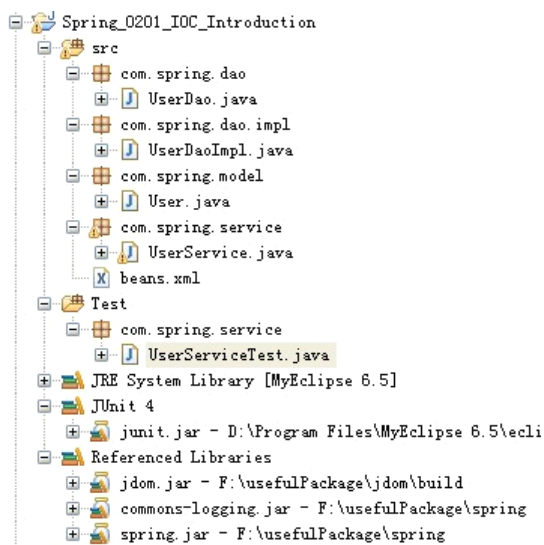 Spring_0201_IOC_Introduction
src
com.spring.dao
UserDao.java
com.spring.dao.impl
UserDaoImpl.java
com.spring.model
User.java
com.spring.service
UserService.java
beans.xml
Test
com.spring.service
UserServiceTest.java
JRE System Library [MyEclipse 6.5]
JUnit 4
junit.jar - D:\Program Files\MyEclipse 6.5\ecli
Referenced Libraries
jdom.jar - F:\usefulPackage\jdom\build
commons-logging.jar - F:\usefulPackage\spring
spring.jar - F:\usefulPackage\spring